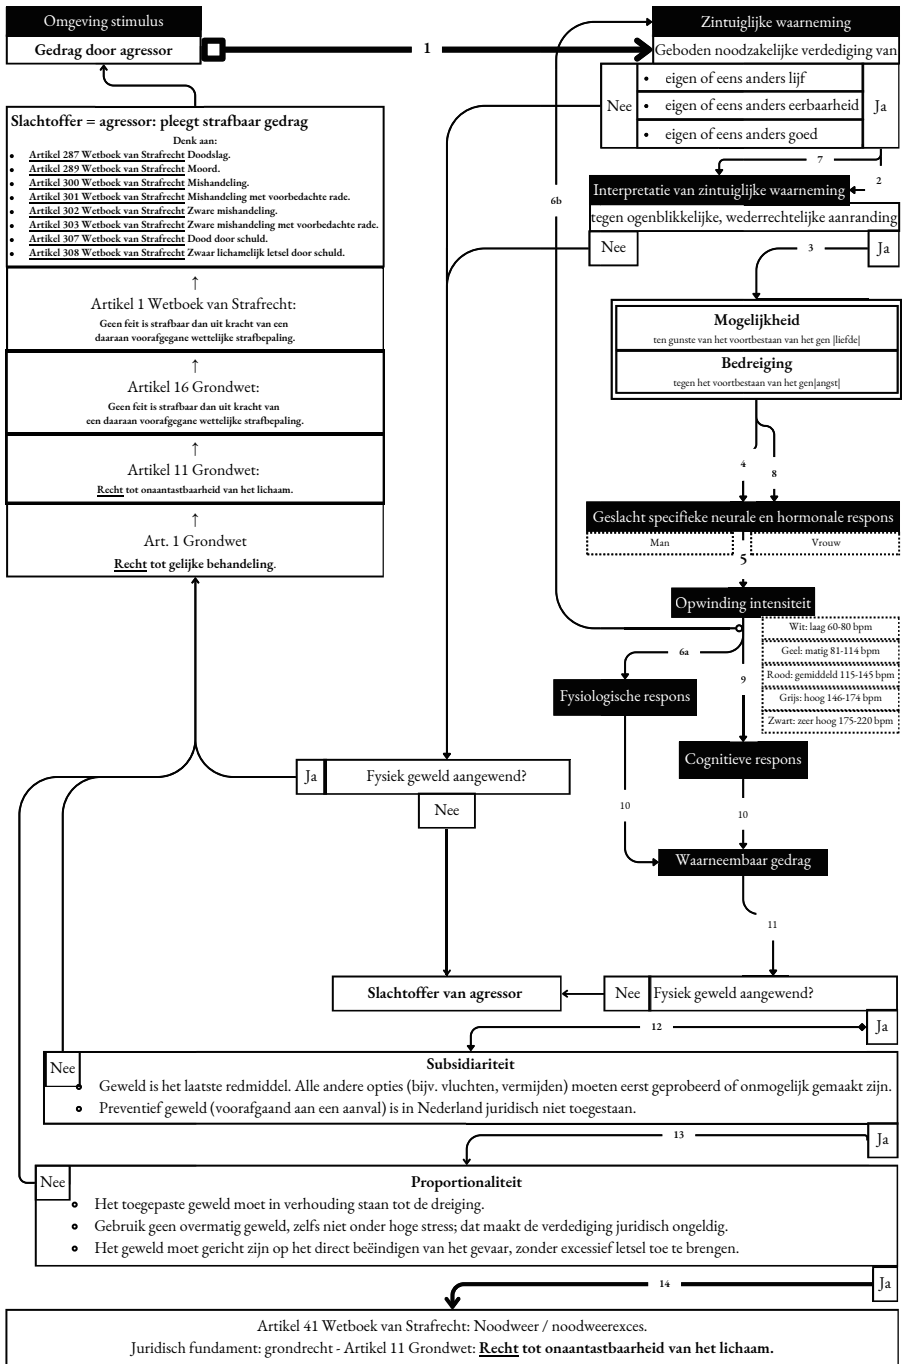 Omgeving stimulus
Gedrag door agressor
1
Zintuiglijke waarneming
Geboden noodzakelijke verdediging van
Nee
• eigen of eens anders lijf
• eigen of eens anders eerbaarheid
• eigen of eens anders goed
Ja
7
2
6b
Interpretatie van zintuiglijke waarneming
tegen ogenblikkelijke, wederrechtelijke aanranding
Nee
3
Ja
Mogelijkheid
ten gunste van het voortbestaan van het gen |liefde|
Bedreiging
tegen het voortbestaan van het gen|angst|
4
8
Geslacht specifieke neurale en hormonale respons
Man
Vrouw
5
Opwinding intensiteit
Wit: laag 60-80 bpm
Geel: matig 81-114 bpm
Rood: gemiddeld 115-145 bpm
Grijs: hoog 146-174 bpm
Zwart: zeer hoog 175-220 bpm
6a
9
Fysiologische respons
Cognitieve respons
10
10
Waarneembaar gedrag
11
Slachtoffer = agressor: pleegt strafbaar gedrag
Denk aan:
• Artikel 287 Wetboek van Strafrecht Doodslag.
• Artikel 289 Wetboek van Strafrecht Moord.
• Artikel 300 Wetboek van Strafrecht Mishandeling.
• Artikel 301 Wetboek van Strafrecht Mishandeling met voorbedachte rade.
• Artikel 302 Wetboek van Strafrecht Zware mishandeling.
• Artikel 303 Wetboek van Strafrecht Zware mishandeling met voorbedachte rade.
• Artikel 307 Wetboek van Strafrecht Dood door schuld.
• Artikel 308 Wetboek van Strafrecht Zwaar lichamelijk letsel door schuld.
↑
Artikel 1 Wetboek van Strafrecht:
Geen feit is strafbaar dan uit kracht van een
daaraan voorafgegane wettelijke strafbepaling.
↑
Artikel 16 Grondwet:
Geen feit is strafbaar dan uit kracht van
een daaraan voorafgegane wettelijke strafbepaling.
↑
Artikel 11 Grondwet:
Recht tot onaantastbaarheid van het lichaam.
↑
Art. 1 Grondwet
Recht tot gelijke behandeling.
Ja
Fysiek geweld aangewend?
Nee
Slachtoffer van agressor
Nee
Fysiek geweld aangewend?
12
Ja
Nee
Subsidiariteit
Geweld is het laatste redmiddel. Alle andere opties (bijv. vluchten, vermijden) moeten eerst geprobeerd of onmogelijk gemaakt zijn.
Preventief geweld (voorafgaand aan een aanval) is in Nederland juridisch niet toegestaan.
13
Ja
Nee
Proportionaliteit
Het toegepaste geweld moet in verhouding staan tot de dreiging.
Gebruik geen overmatig geweld, zelfs niet onder hoge stress; dat maakt de verdediging juridisch ongeldig.
Het geweld moet gericht zijn op het direct beëindigen van het gevaar, zonder excessief letsel toe te brengen.
14
Ja
Artikel 41 Wetboek van Strafrecht: Noodweer / noodweerexces.
Juridisch fundament: grondrecht - Artikel 11 Grondwet: Recht tot onaantastbaarheid van het lichaam.